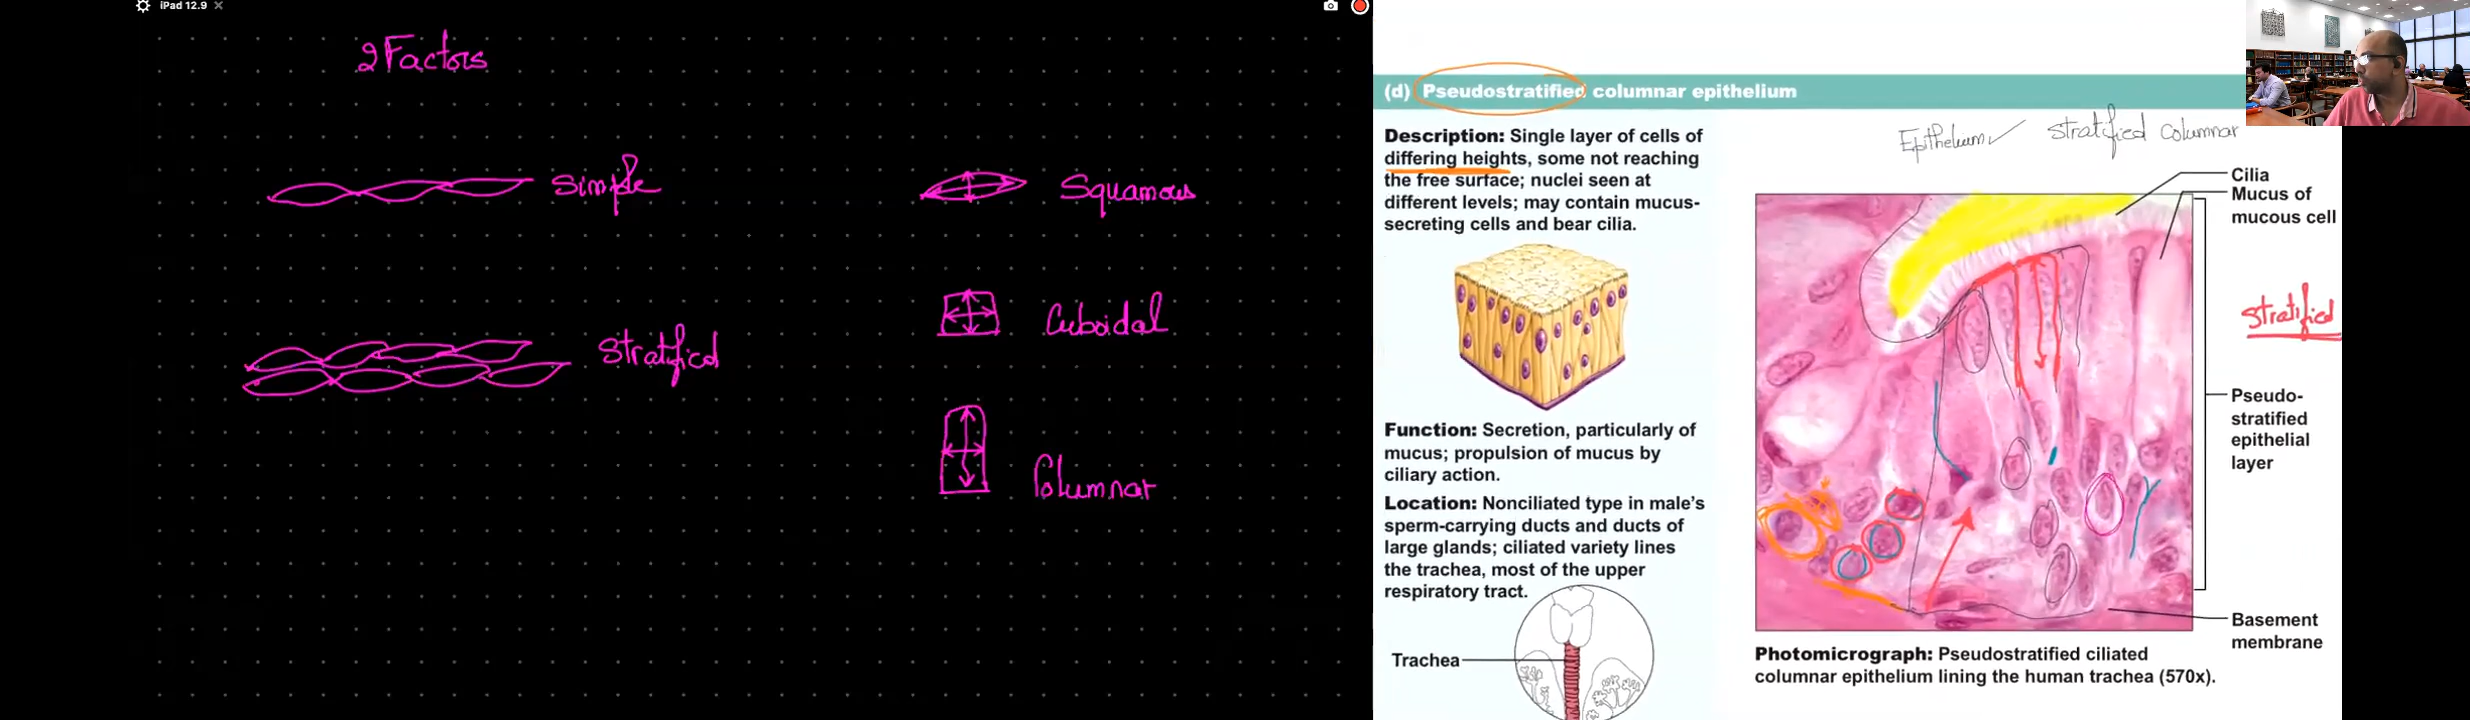 iPad 12.9
2 Factors
Simple
Stratified
Squamous
Cuboidal
Columnar
(d) Pseudostratified columnar epithelium
Epithelium✓ Stratified Columnar
Description: Single layer of cells of
differing heights, some not reaching
the free surface; nuclei seen at
different levels; may contain mucus-
secreting cells and bear cilia.
Function: Secretion, particularly of
mucus; propulsion of mucus by
ciliary action.
Location: Nonciliated type in male’s
sperm-carrying ducts and ducts of
large glands; ciliated variety lines
the trachea, most of the upper
respiratory tract.
Trachea
Cilia
Mucus of
mucous cell
Stratified
Pseudo-
stratified
epithelial
layer
Basement
membrane
Photomicrograph: Pseudostratified ciliated
columnar epithelium lining the human trachea (570x).